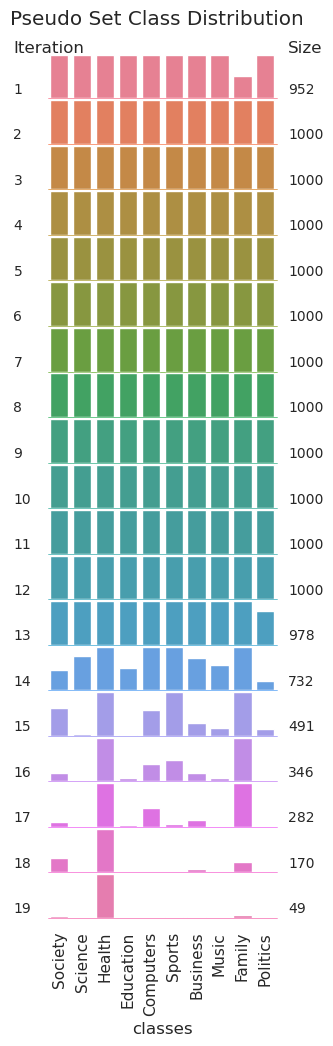 Pseudo Set Class Distribution
Iteration Size
1 952
2 1000
3 1000
4 1000
5 1000
6 1000
7 1000
8 1000
9 1000
10 1000
11 1000
12 1000
13 978
14 732
15 491
16 346
17 282
18 170
19 49
Society
Science
Health
Education
Computers
Sports
Business
Music
Family
Politics
classes